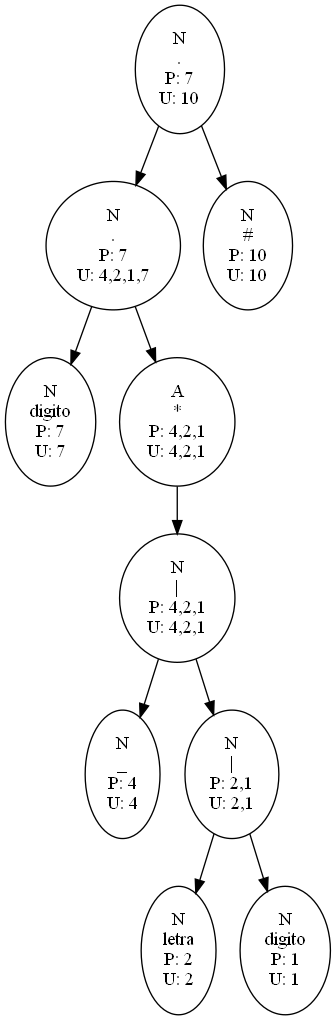 N
.
P: 7
U: 10
N
.
P: 7
U: 4,2,1,7
N
#
P: 10
U: 10
N
digito
P: 7
U: 7
A
*
P: 4,2,1
U: 4,2,1
N
|
P: 4,2,1
U: 4,2,1
N
_
P: 4
U: 4
N
|
P: 2,1
U: 2,1
N
letra
P: 2
U: 2
N
digito
P: 1
U: 1